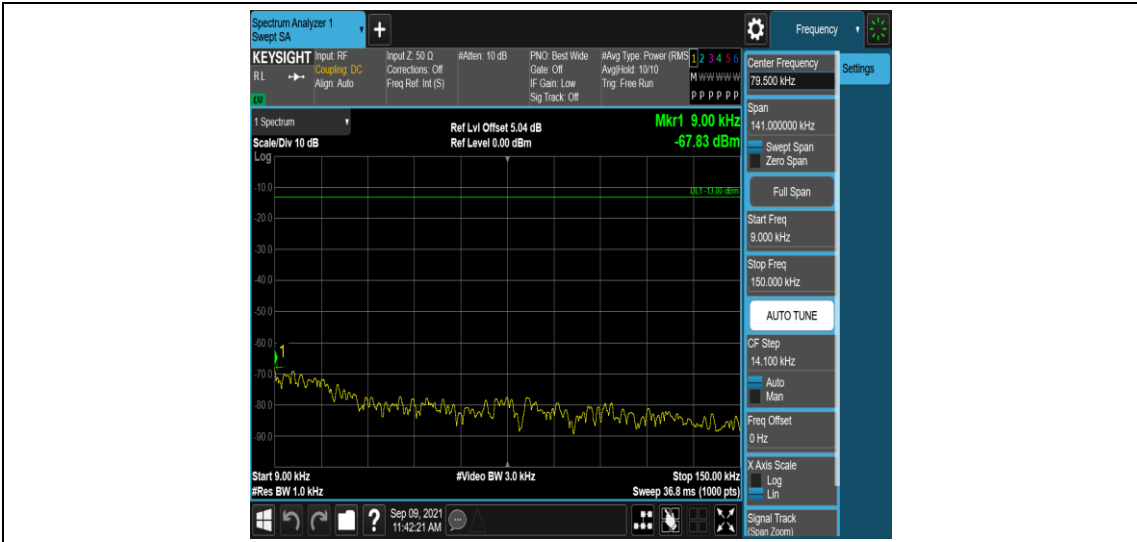 Spectrum Analyzer 1
Swept SA
+
Frequency
KEYSIGHT
RL
LXI
Input: RF
Coupling: DC
Align: Auto
Input Z: 50 Ω
Corrections: Off
Freq Ref: Int (S)
#Atten: 10 dB
PNO: Best Wide
Gate: Off
IF Gain: Low
Sig Track: Off
#Avg Type: Power (RMS
Avg|Hold: 10/10
Trig: Free Run
1 2 3 4 5 6
M W W W W W
P P P P P P
Center Frequency
79.500 kHz
Settings
Span
141.000000 kHz
Swept Span
Zero Span
Full Span
Start Freq
9.000 kHz
Stop Freq
150.000 kHz
AUTO TUNE
CF Step
14.100 kHz
Auto
Man
Freq Offset
0 Hz
X Axis Scale
Log
Lin
Signal Track
(Span Zoom)
1 Spectrum
Scale/Div 10 dB
Log
Ref Lvl Offset 5.04 dB
Ref Level 0.00 dBm
Mkr1 9.00 kHz
-67.83 dBm
DL1 -13.00 dBm
-10.0
-20.0
-30.0
-40.0
-50.0
-60.0
1
-70.0
-80.0
-90.0
Start 9.00 kHz
#Res BW 1.0 kHz
#Video BW 3.0 kHz
Stop 150.00 kHz
Sweep 36.8 ms (1000 pts)
?
Sep 09, 2021
11:42:21 AM